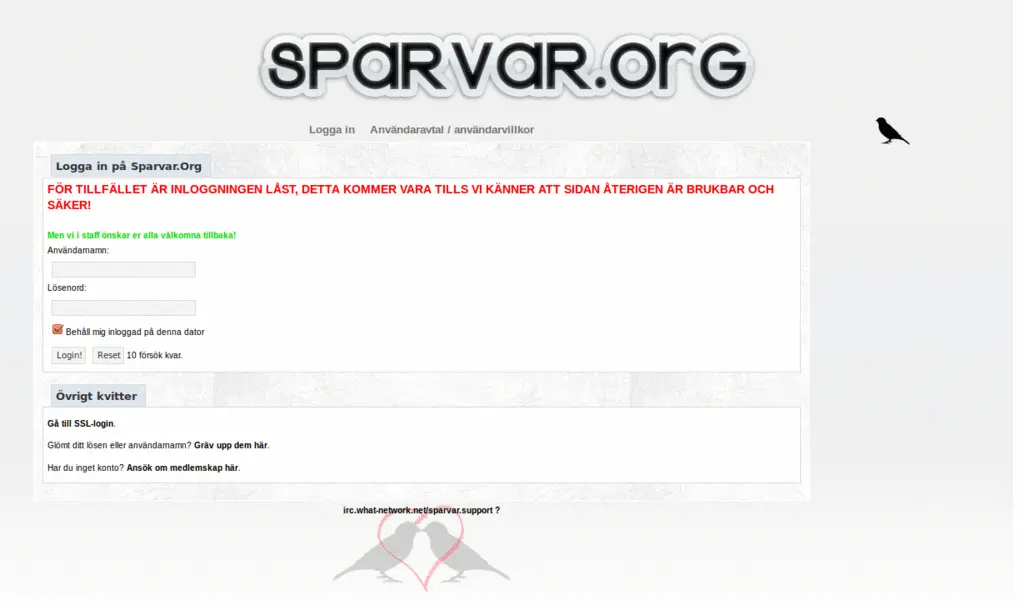 SPARVAR.ORG
Logga in Användaravtal / användarvillkor
Logga in på Sparvar.Org
FÖR TILLFÄLLET ÄR INLOGGNINGEN LÅST, DETTA KOMMER VARA TILLS VI KÄNNER ATT SIDAN ÅTERIGEN ÄR BRUKBAR OCH
SÄKER!
Men vi i staff önskar er alla välkomna tillbaka!
Användarnamn:
Lösenord:
Behåll mig inloggad på denna dator
Login! Reset 10 försök kvar.
Övrigt kvitter
Gå till SSL-login.
Glömt ditt lösen eller användarnamn? Gräv upp dem här.
Har du inget konto? Ansök om medlemskap här.
irc.what-network.net/sparvar.support ?